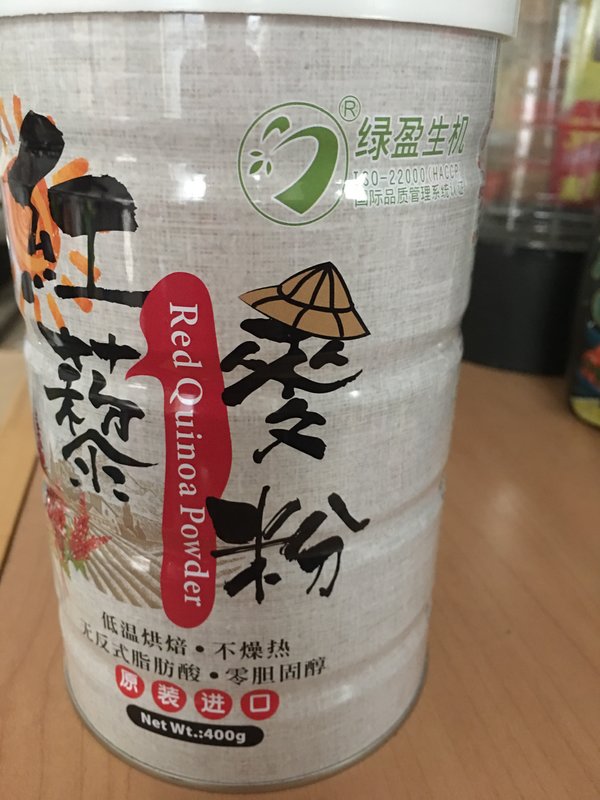 绿盈生机
®
ISO-22000(HACCP)
国际品质管理系统认证
紅藜
麥粉
Red Quinoa Powder
低温烘焙·不燥热
无反式脂肪酸·零胆固醇
原装进口
Net Wt.:400g